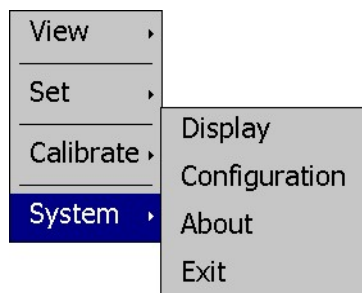 View
Set
Calibrate
System
Display
Configuration
About
Exit